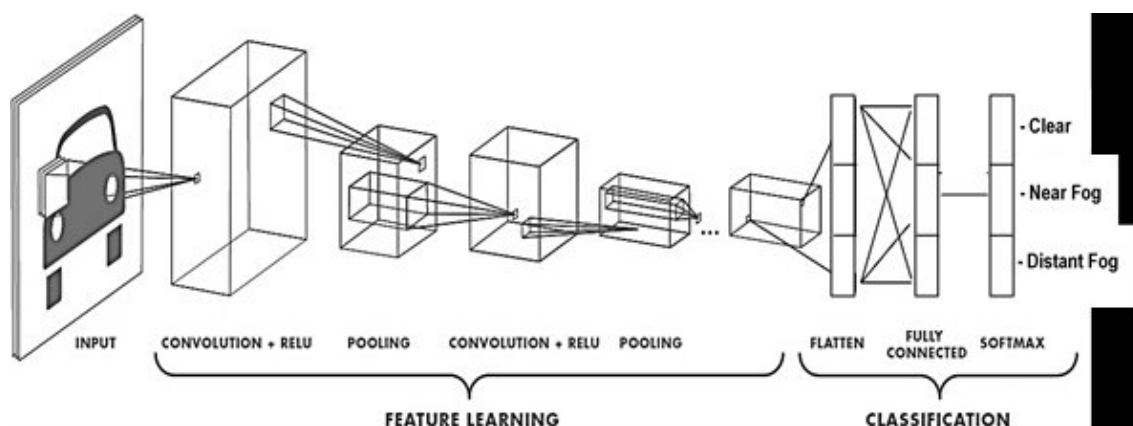 - Clear
- Near Fog
...
- Distant Fog
INPUT
CONVOLUTION + RELU
POOLING
CONVOLUTION + RELU
POOLING
FLATTEN
FULLY
CONNECTED
SOFTMAX
FEATURE LEARNING
CLASSIFICATION